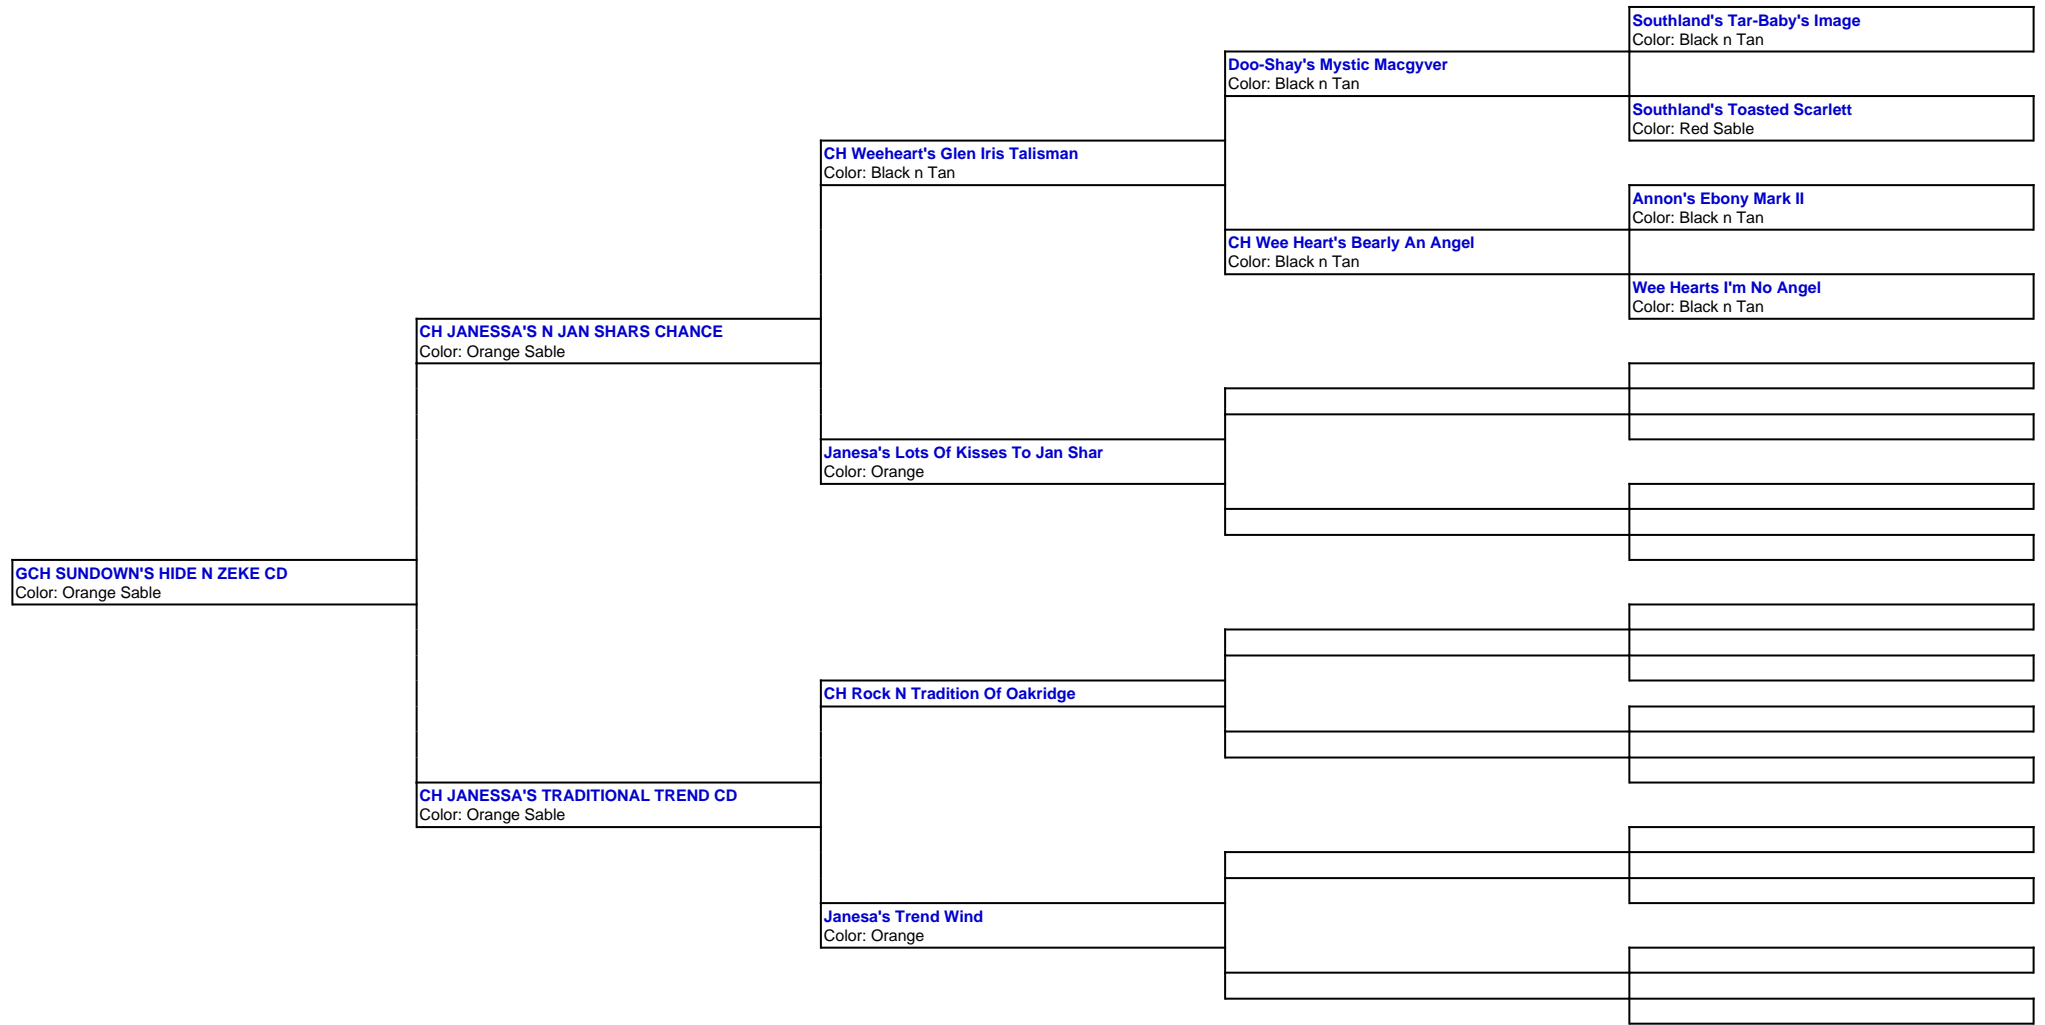 Southland's Tar-Baby's Image
Color: Black n Tan
Doo-Shay's Mystic Macgyver
Color: Black n Tan
Southland's Toasted Scarlett
Color: Red Sable
CH Weeheart's Glen Iris Talisman
Color: Black n Tan
Annon's Ebony Mark II
Color: Black n Tan
CH Wee Heart's Bearly An Angel
Color: Black n Tan
Wee Hearts I'm No Angel
Color: Black n Tan
CH JANESSA'S N JAN SHARS CHANCE
Color: Orange Sable
Janesa's Lots Of Kisses To Jan Shar
Color: Orange
GCH SUNDOWN'S HIDE N ZEKE CD
Color: Orange Sable
CH Rock N Tradition Of Oakridge
CH JANESSA'S TRADITIONAL TREND CD
Color: Orange Sable
Janesa's Trend Wind
Color: Orange